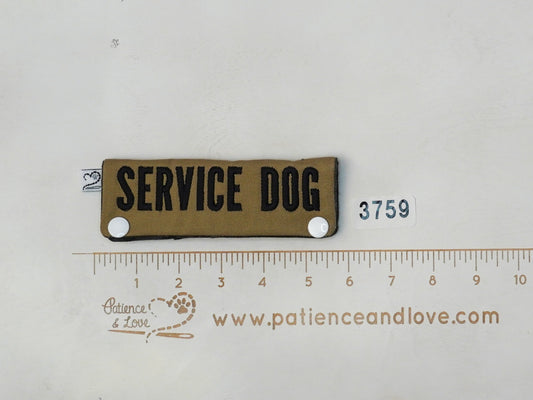 SERVICE DOG
3759
1 2 3 4 5 6 7 8 9 10
Patience
& Love
www.patienceandlove.com